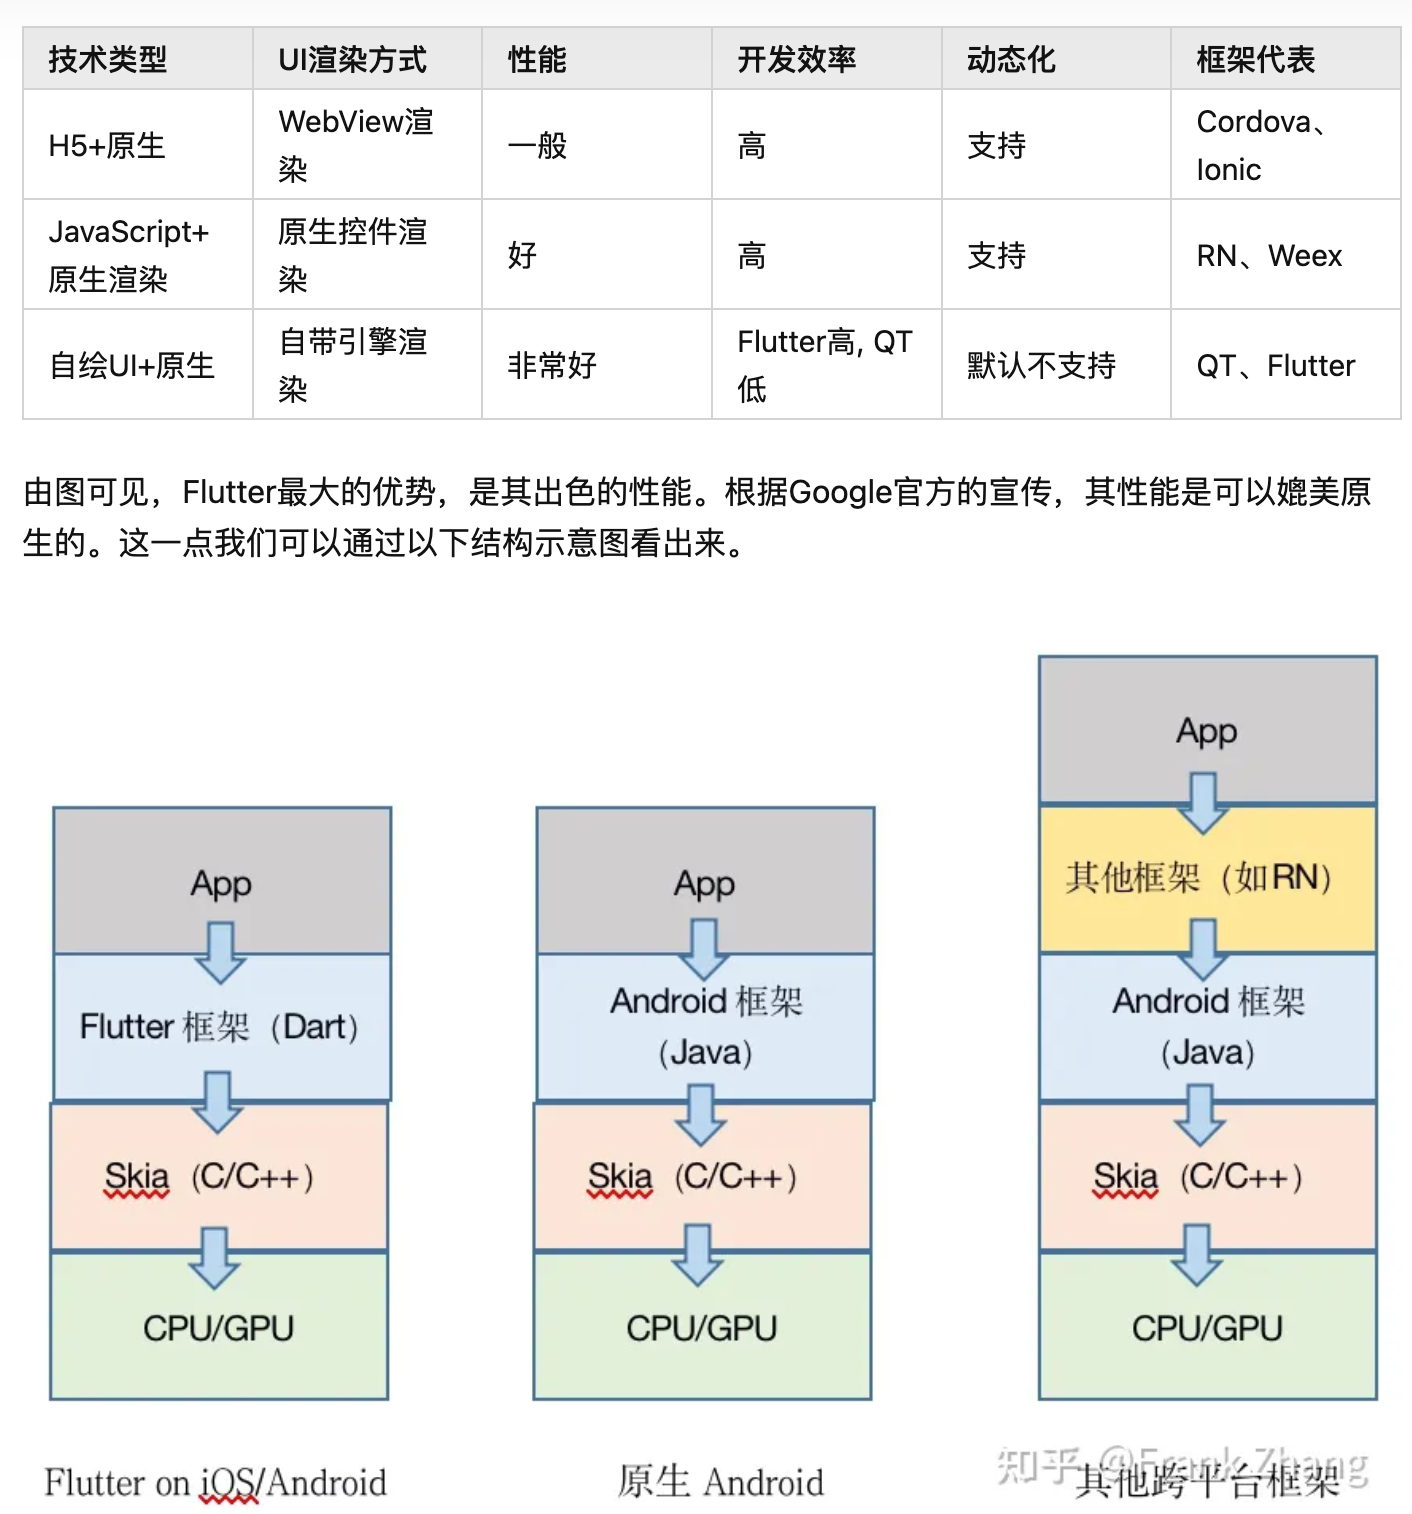 技术类型 UI渲染方式 性能 开发效率 动态化 框架代表
H5+原生 WebView渲染 一般 高 支持 Cordova、Ionic
JavaScript+原生渲染 原生控件渲染 好 高 支持 RN、Weex
自绘UI+原生 自带引擎渲染 非常好 Flutter高, QT低 默认不支持 QT、Flutter
由图可见，Flutter最大的优势，是其出色的性能。根据Google官方的宣传，其性能是可以媲美原
生的。这一点我们可以通过以下结构示意图看出来。
App
Flutter 框架（Dart）
Skia（C/C++）
CPU/GPU
Flutter on iOS/Android
App
Android 框架
（Java）
Skia（C/C++）
CPU/GPU
原生 Android
App
其他框架（如RN）
Android 框架
（Java）
Skia（C/C++）
CPU/GPU
其他跨平台框架
知乎 @Frank Zhang